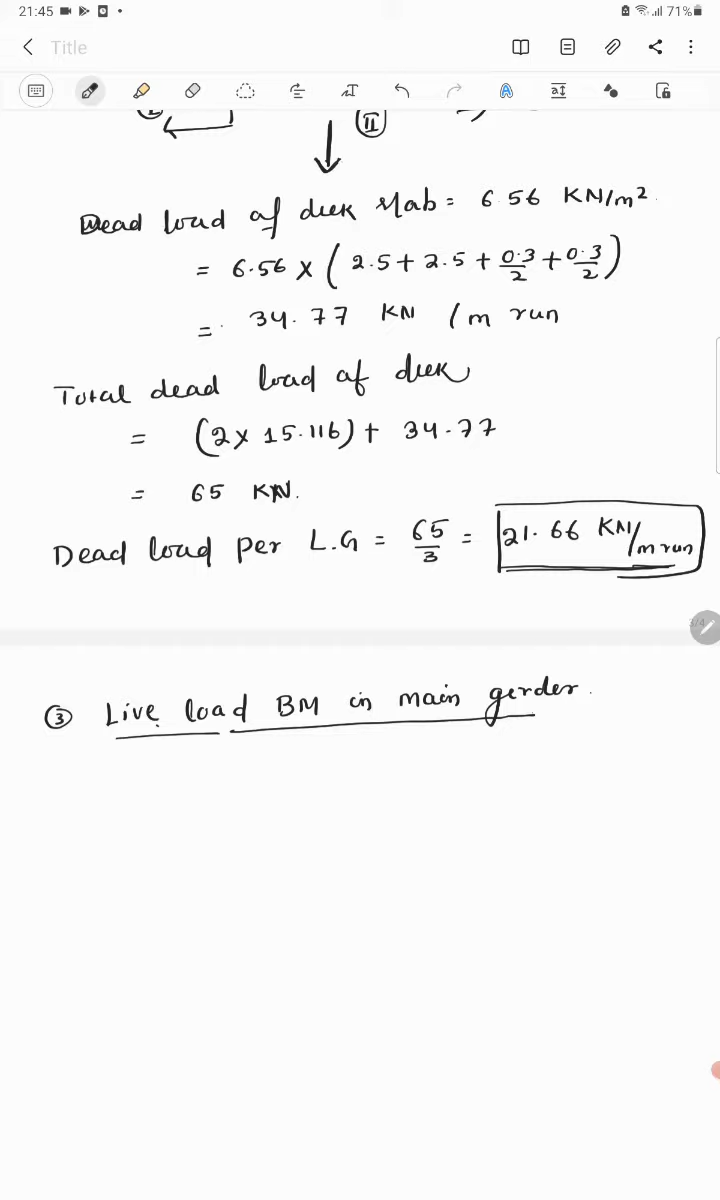 21:45 71%
Title
II
Dead load of deck slab = 6.56 KN/m²
= 6.56 × ( 2.5 + 2.5 + 0.3/2 + 0.3/2 )
= 34.77 KN / m run
Total dead load of deck
= (2 × 15.116) + 34.77
= 65 KN.
Dead load per L.G = 65/3 = 21.66 KN/m run
3/4
③ Live load BM in main gerder.